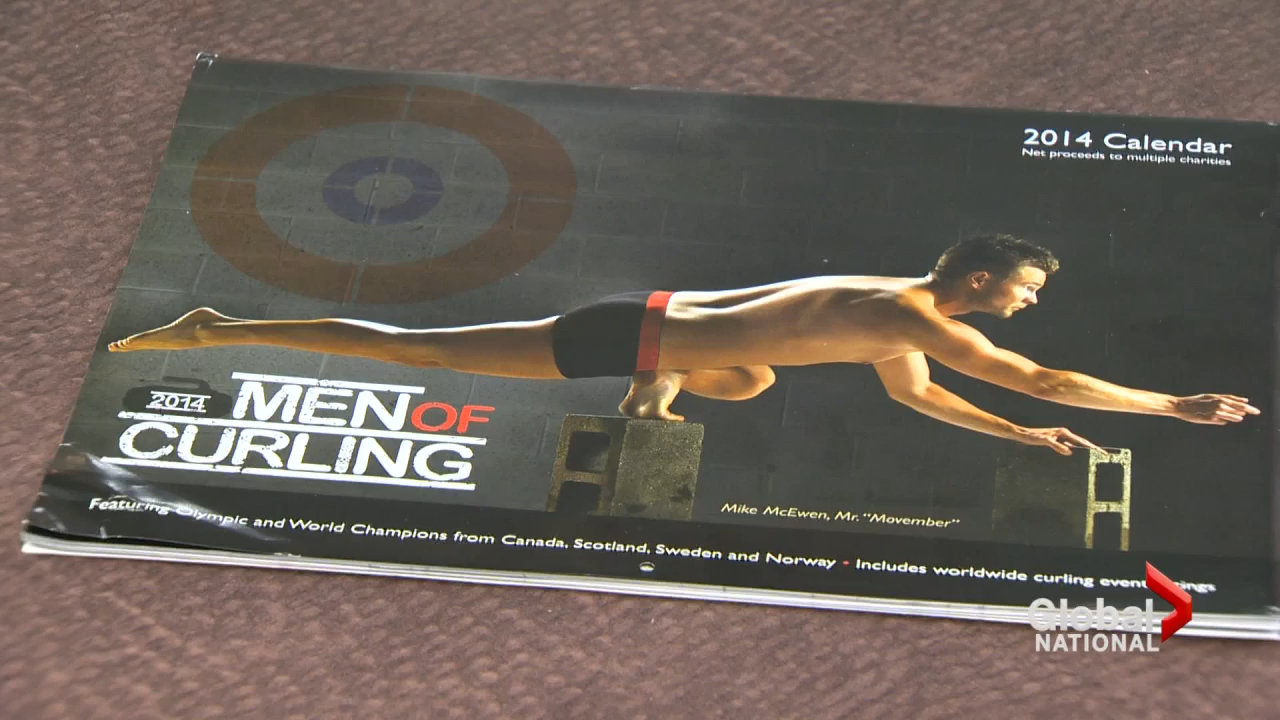 2014 Calendar
Net proceeds to multiple charities
2014 MEN OF
CURLING
Mike McEwen, Mr. "Movember"
Featuring Olympic and World Champions from Canada, Scotland, Sweden and Norway • Includes worldwide curling event
Global
NATIONAL